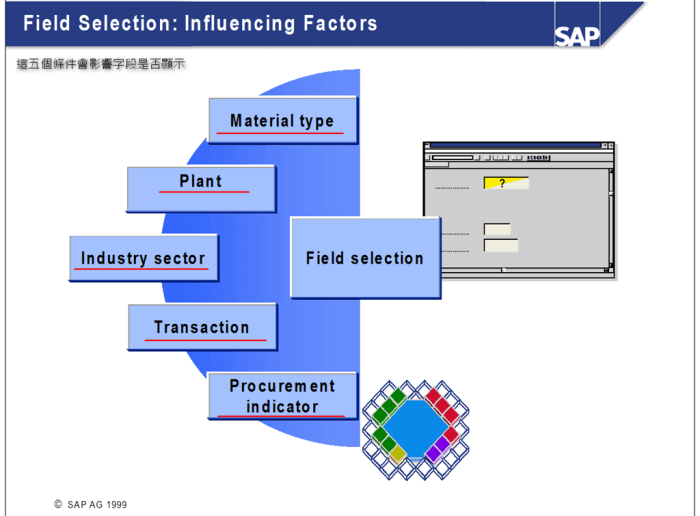 Field Selection: Influencing Factors
SAP
這五個條件會影響字段是否顯示
Material type
Plant
Industry sector
Field selection
Transaction
Procurement
indicator
?
© SAP AG 1999